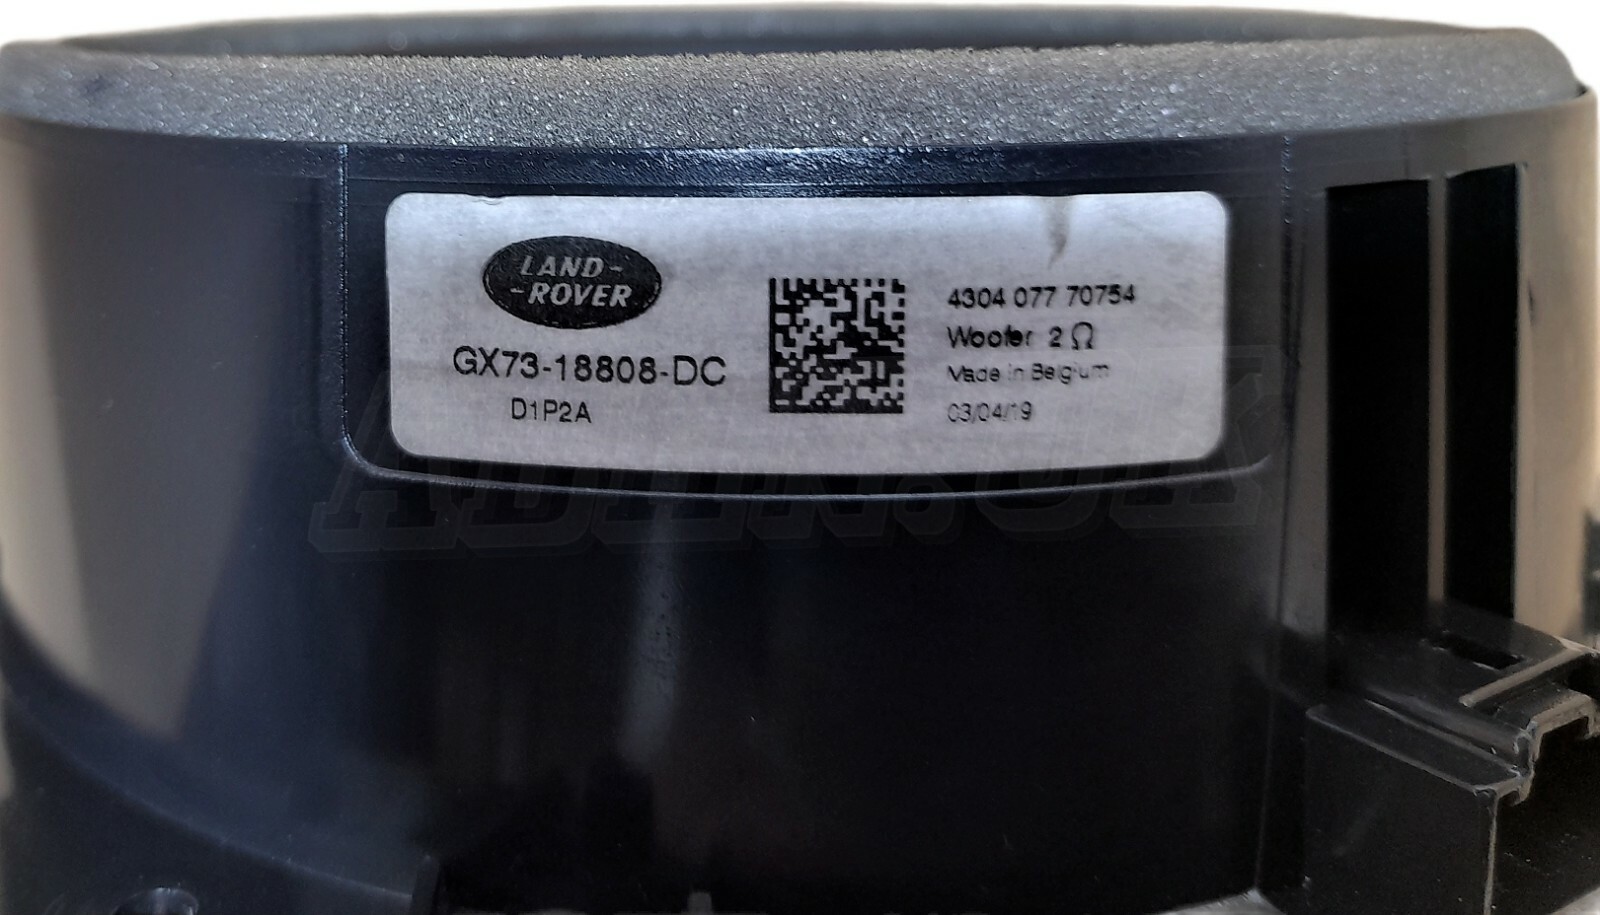 LAND-
-ROVER
GX73-18808-DC
D1P2A
4304 077 70754
Woofer 2 Ω
Made in Belgium
03/04/19